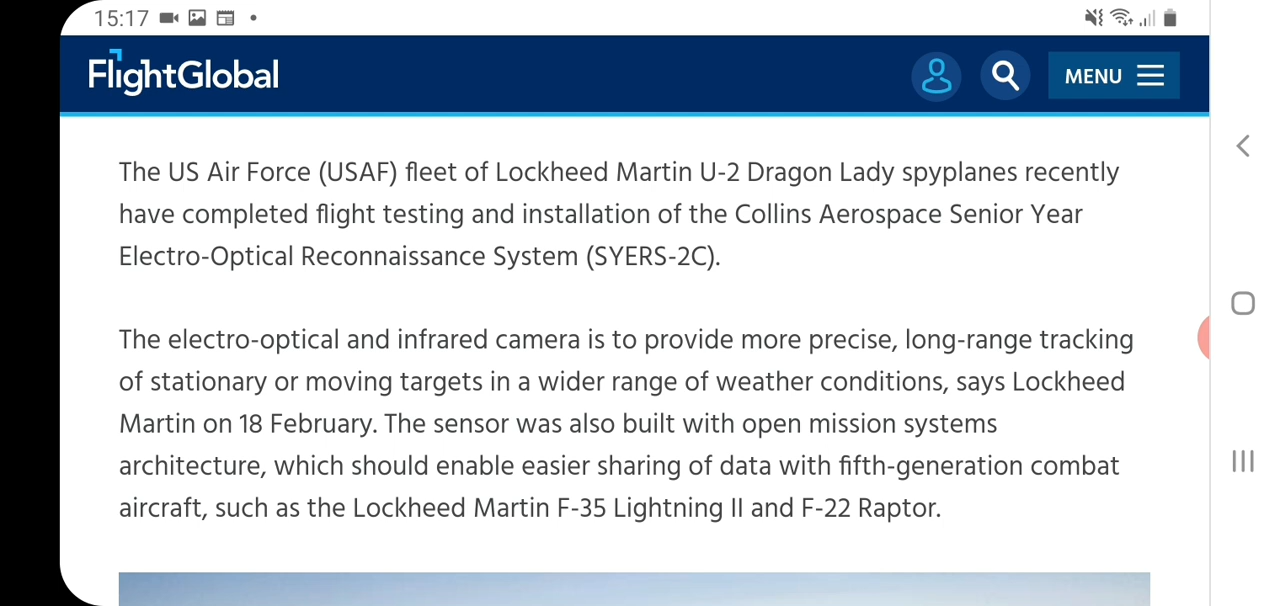 15:17
FlightGlobal
MENU
The US Air Force (USAF) fleet of Lockheed Martin U-2 Dragon Lady spyplanes recently
have completed flight testing and installation of the Collins Aerospace Senior Year
Electro-Optical Reconnaissance System (SYERS-2C).
The electro-optical and infrared camera is to provide more precise, long-range tracking
of stationary or moving targets in a wider range of weather conditions, says Lockheed
Martin on 18 February. The sensor was also built with open mission systems
architecture, which should enable easier sharing of data with fifth-generation combat
aircraft, such as the Lockheed Martin F-35 Lightning II and F-22 Raptor.